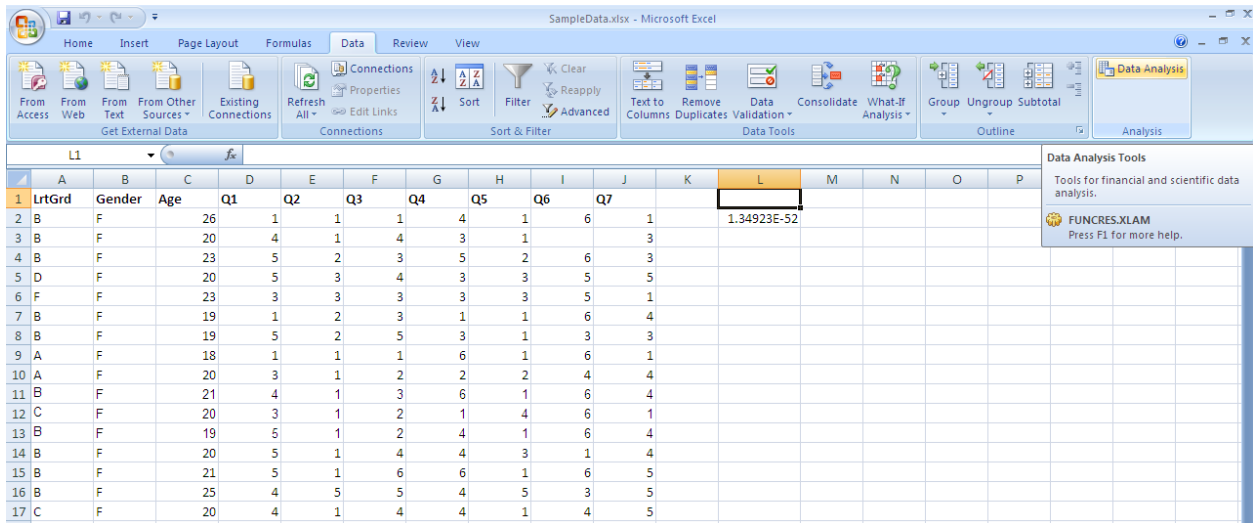 SampleData.xlsx - Microsoft Excel
Home Insert Page Layout Formulas Data Review View
From Access
From Web
From Text
From Other Sources
Existing Connections
Get External Data
Refresh All
Connections
Properties
Edit Links
Connections
A Z
Z A
Sort
Filter
Clear
Reapply
Advanced
Sort & Filter
Text to Columns
Remove Duplicates
Data Validation
Consolidate
What-If Analysis
Data Tools
Group
Ungroup
Subtotal
Outline
Data Analysis
Analysis
L1 fx
Data Analysis Tools
Tools for financial and scientific data
analysis.
FUNCRES.XLAM
Press F1 for more help.
A B C D E F G H I J K L M N O P
1 LrtGrd Gender Age Q1 Q2 Q3 Q4 Q5 Q6 Q7
2 B F 26 1 1 1 4 1 6 1 1.34923E-52
3 B F 20 4 1 4 3 1 3
4 B F 23 5 2 3 5 2 6 3
5 D F 20 5 3 4 3 3 5 5
6 F F 23 3 3 3 3 3 5 1
7 B F 19 1 2 3 1 1 6 4
8 B F 19 5 2 5 3 1 3 3
9 A F 18 1 1 1 6 1 6 1
10 A F 20 3 1 2 2 2 4 4
11 B F 21 4 1 3 6 1 6 4
12 C F 20 3 1 2 1 4 6 1
13 B F 19 5 1 2 4 1 6 4
14 B F 20 5 1 4 4 3 1 4
15 B F 21 5 1 6 6 1 6 5
16 B F 25 4 5 5 4 5 3 5
17 C F 20 4 1 4 4 1 4 5